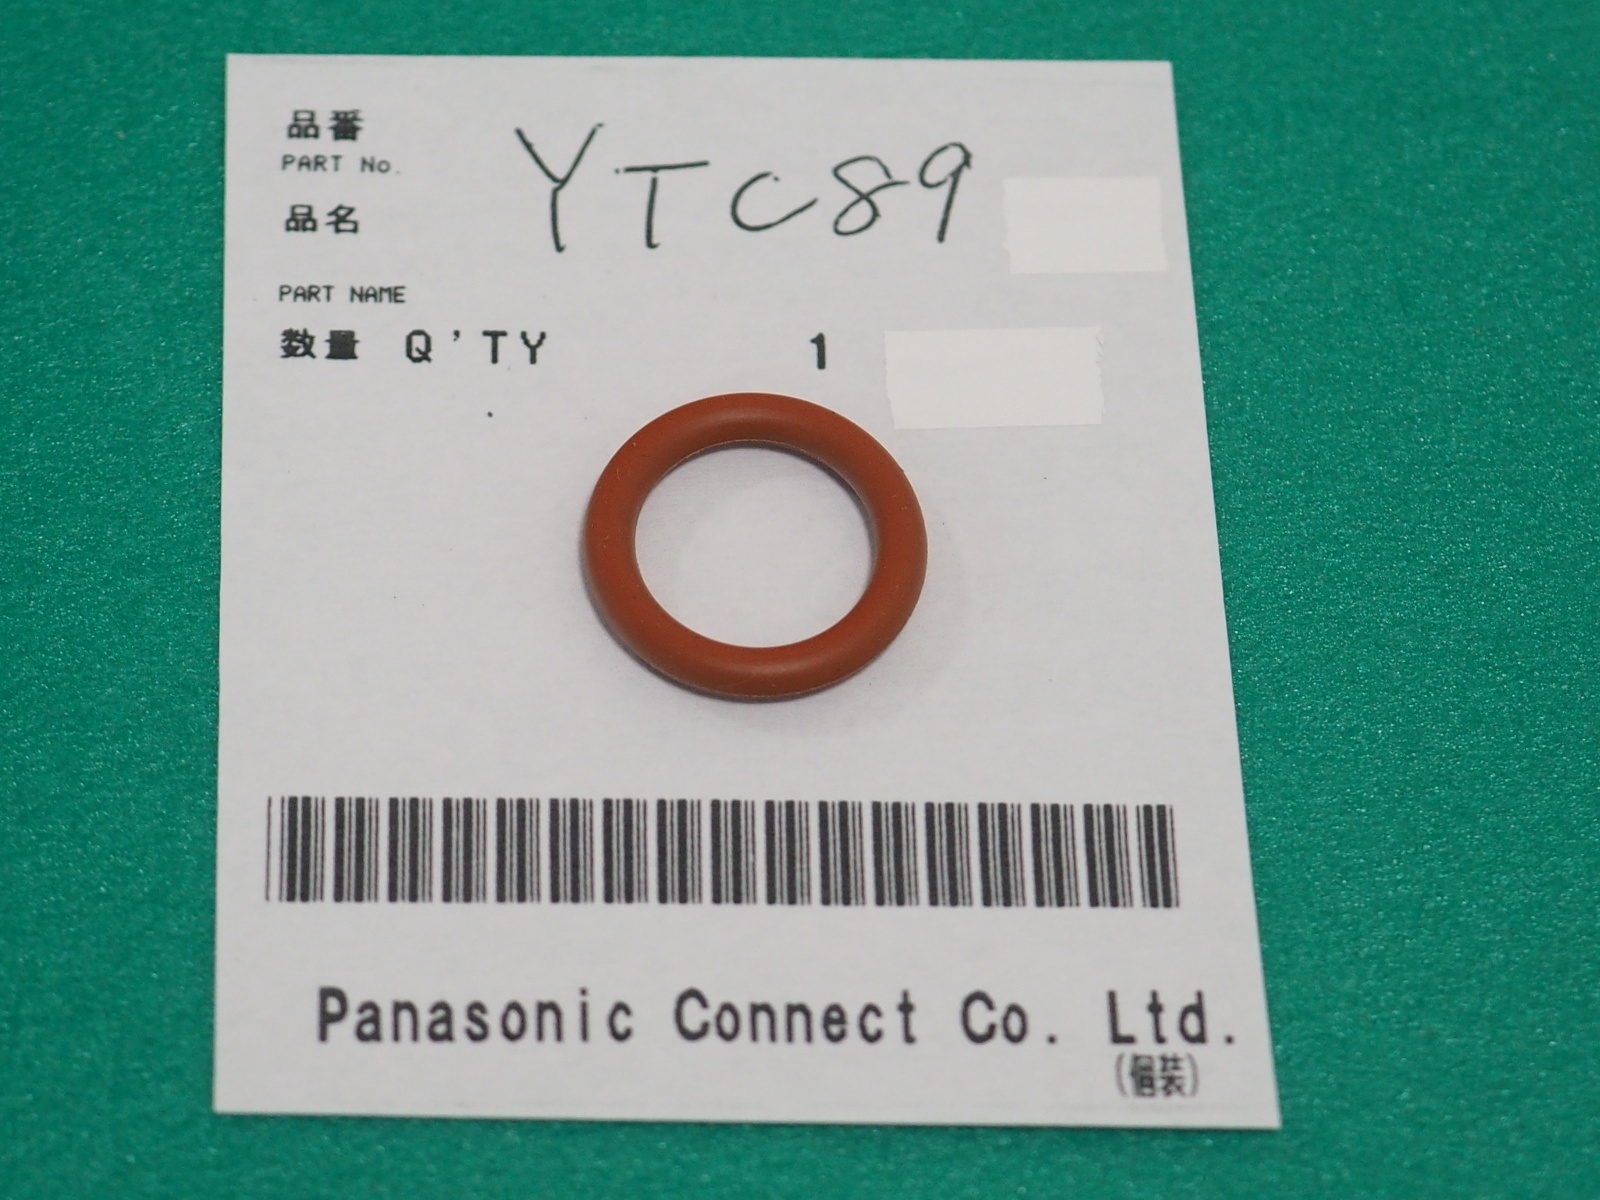 品番
PART No.
YTC89
品名
PART NAME
数量 Q'TY 1
Panasonic Connect Co. Ltd.
(個装)